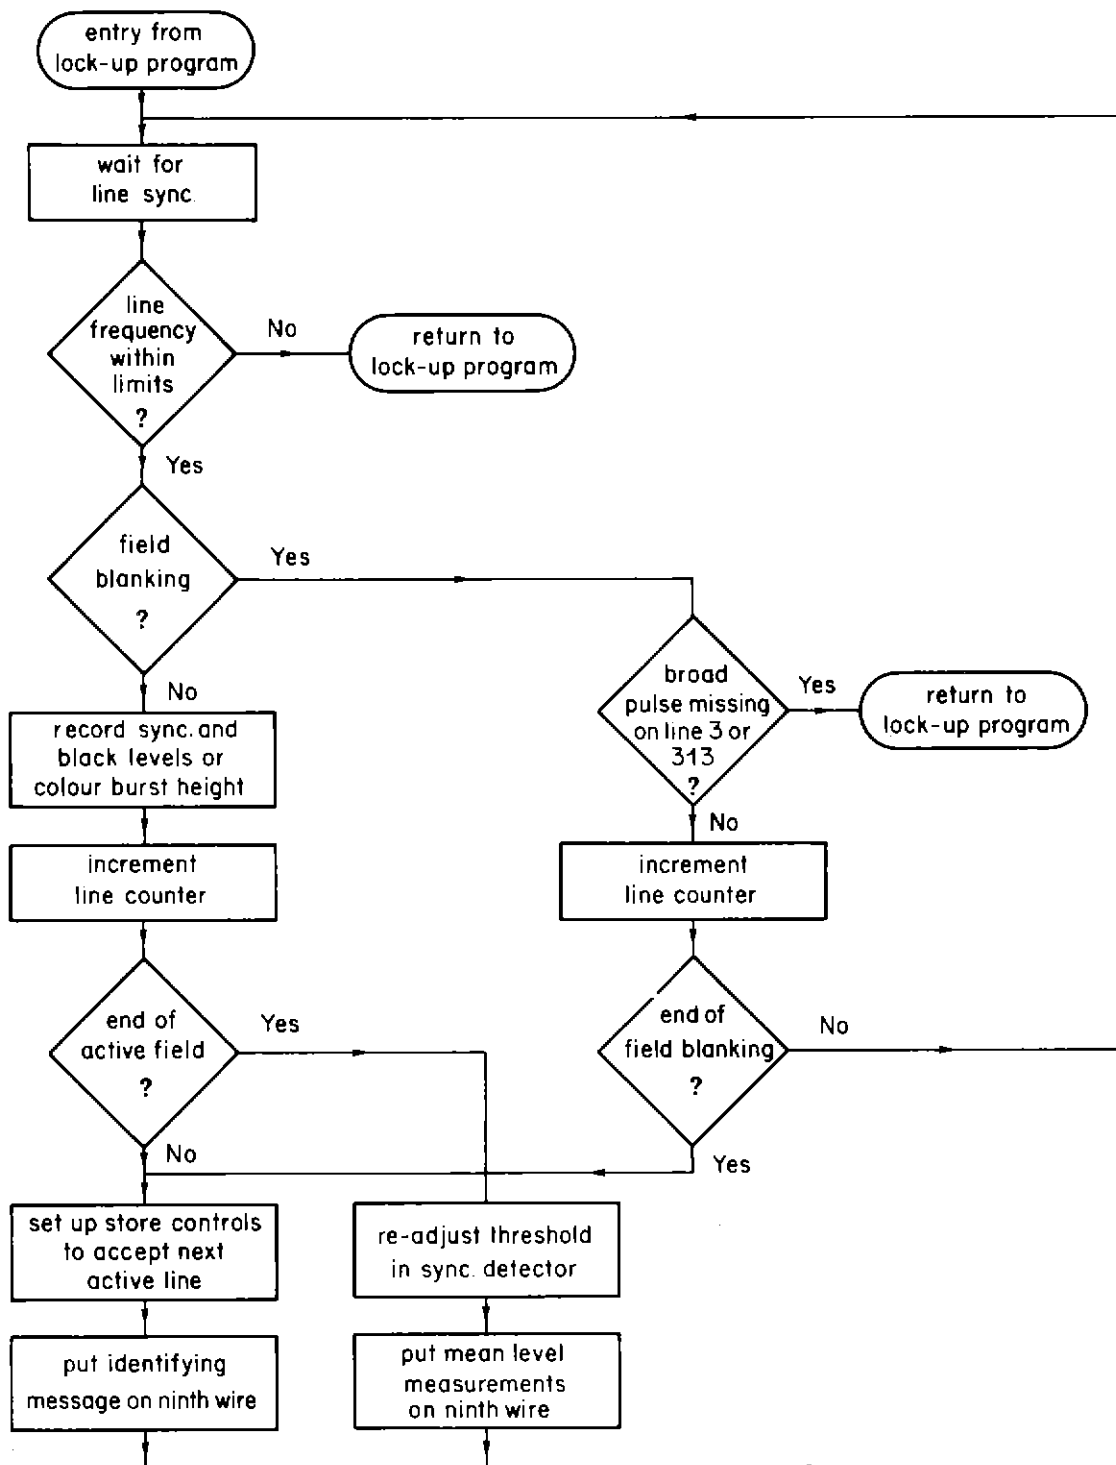 entry from
lock-up program
wait for
line sync.
line
frequency
within
limits
?
No
return to
lock-up program
Yes
field
blanking
?
Yes
No
broad
pulse missing
on line 3 or
313
?
Yes
return to
lock-up program
No
record sync. and
black levels or
colour burst height
increment
line counter
increment
line counter
end of
active field
?
Yes
No
end of
field blanking
?
No
Yes
set up store controls
to accept next
active line
re-adjust threshold
in sync. detector
put identifying
message on ninth wire
put mean level
measurements
on ninth wire